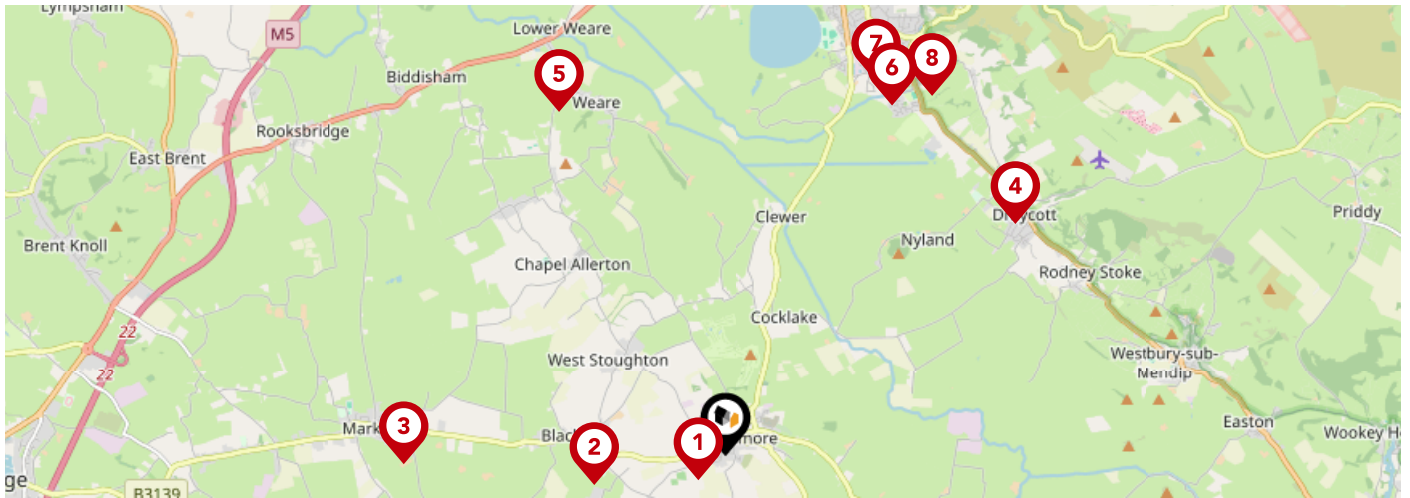 Lympsham
M5
Lower Weare
7
5
8
6
Biddisham
Weare
Rooksbridge
East Brent
4
Clewer
Priddy
Nyland
Brent Knoll
Chapel Allerton
Rodney Stoke
Cocklake
22
West Stoughton
Westbury-sub-
Mendip
22
Easton
Mark
3
2
1
B3139